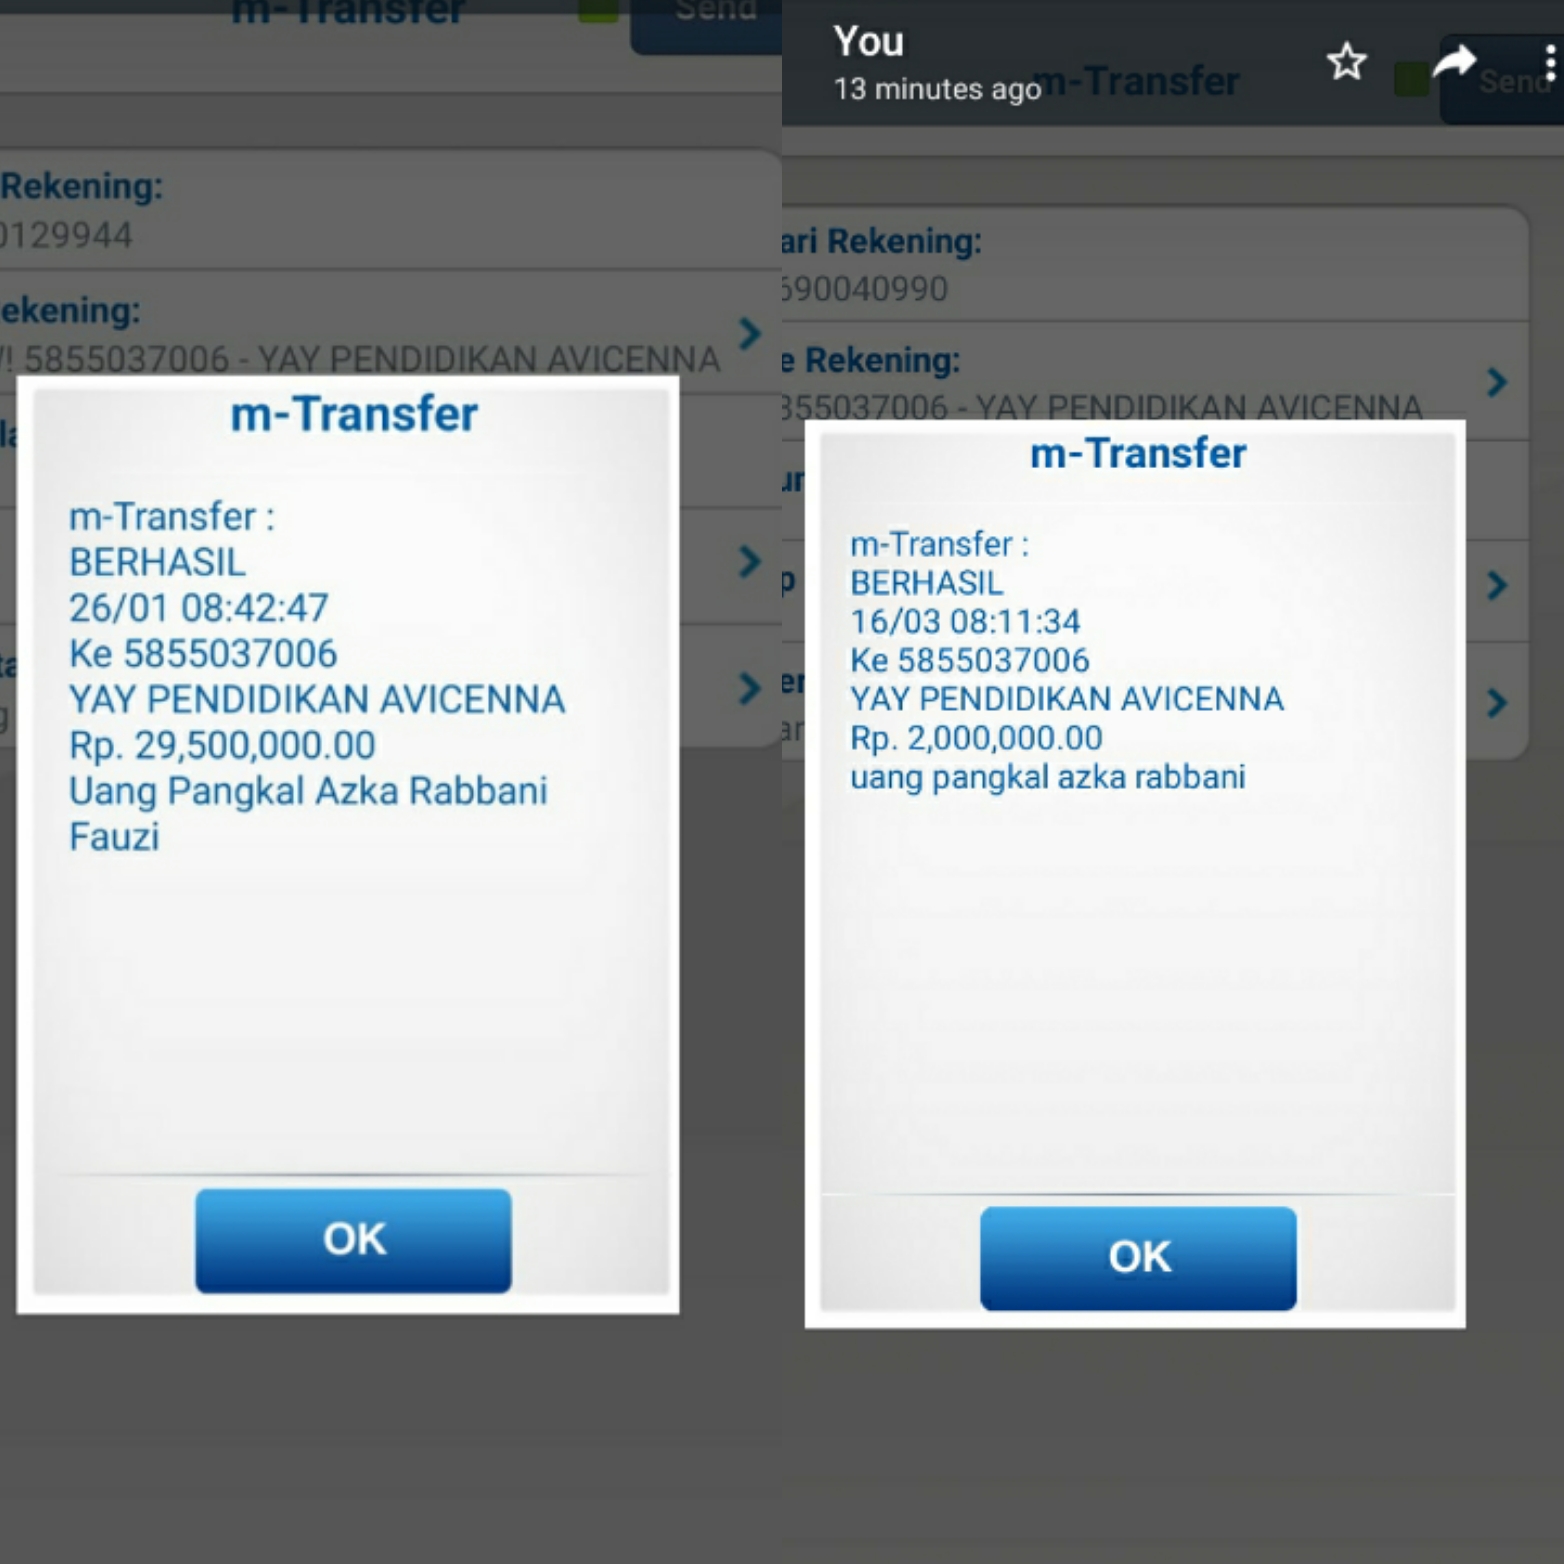 m-Transfer
Send
Rekening:
0129944
ekening:
! 5855037006 - YAY PENDIDIKAN AVICENNA
m-Transfer
m-Transfer :
BERHASIL
26/01 08:42:47
Ke 5855037006
YAY PENDIDIKAN AVICENNA
Rp. 29,500,000.00
Uang Pangkal Azka Rabbani
Fauzi
OK
You
13 minutes ago
m-Transfer
Send
ari Rekening:
690040990
e Rekening:
855037006 - YAY PENDIDIKAN AVICENNA
m-Transfer
m-Transfer :
BERHASIL
16/03 08:11:34
Ke 5855037006
YAY PENDIDIKAN AVICENNA
Rp. 2,000,000.00
uang pangkal azka rabbani
OK